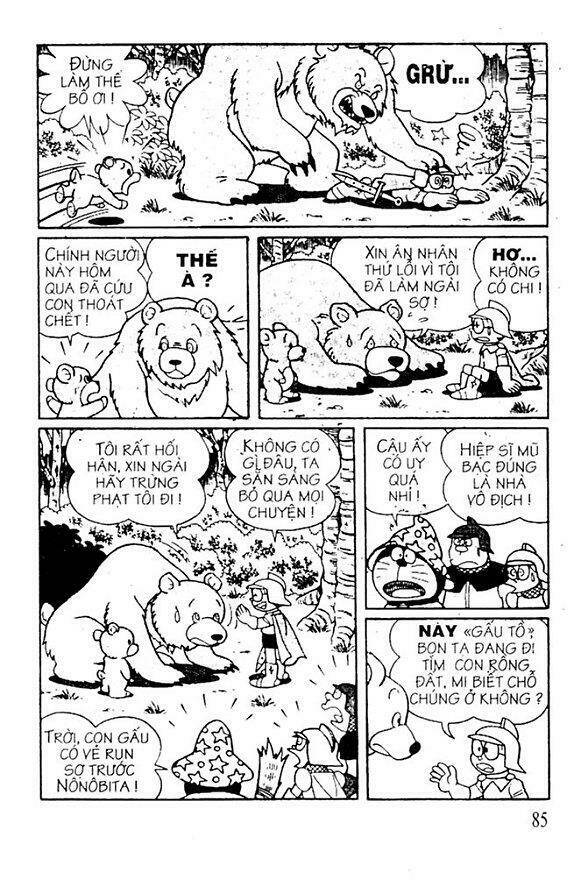 ĐỪNG
LÀM THẾ
BỐ ƠI !
GRỪ...
CHÍNH NGƯỜI
NÀY HÔM
QUA ĐÃ CỨU
CON THOÁT
CHẾT !
THẾ
À ?
XIN ÂN NHÂN
THỨ LỖI VÌ TÔI
ĐÃ LÀM NGÀI
SỢ !
HƠ...
KHÔNG
CÓ CHI !
TÔI RẤT HỐI
HẬN, XIN NGÀI
HÃY TRỪNG
PHẠT TÔI ĐI !
KHÔNG CÓ
GÌ ĐÂU, TA
SẴN SÀNG
BỎ QUA MỌI
CHUYỆN !
TRỜI, CON GẤU
CÓ VẺ RUN
SỢ TRƯỚC
NÔNÔBITA !
CẬU ẤY
CÓ UY
QUÁ
NHỈ !
HIỆP SĨ MŨ
BẠC ĐÚNG
LÀ NHÀ
VÔ ĐỊCH !
NÀY «GẤU TỒ»,
BỌN TA ĐANG ĐI
TÌM CON RỒNG
ĐẤT, MI BIẾT CHỖ
CHÚNG Ở KHÔNG ?
85